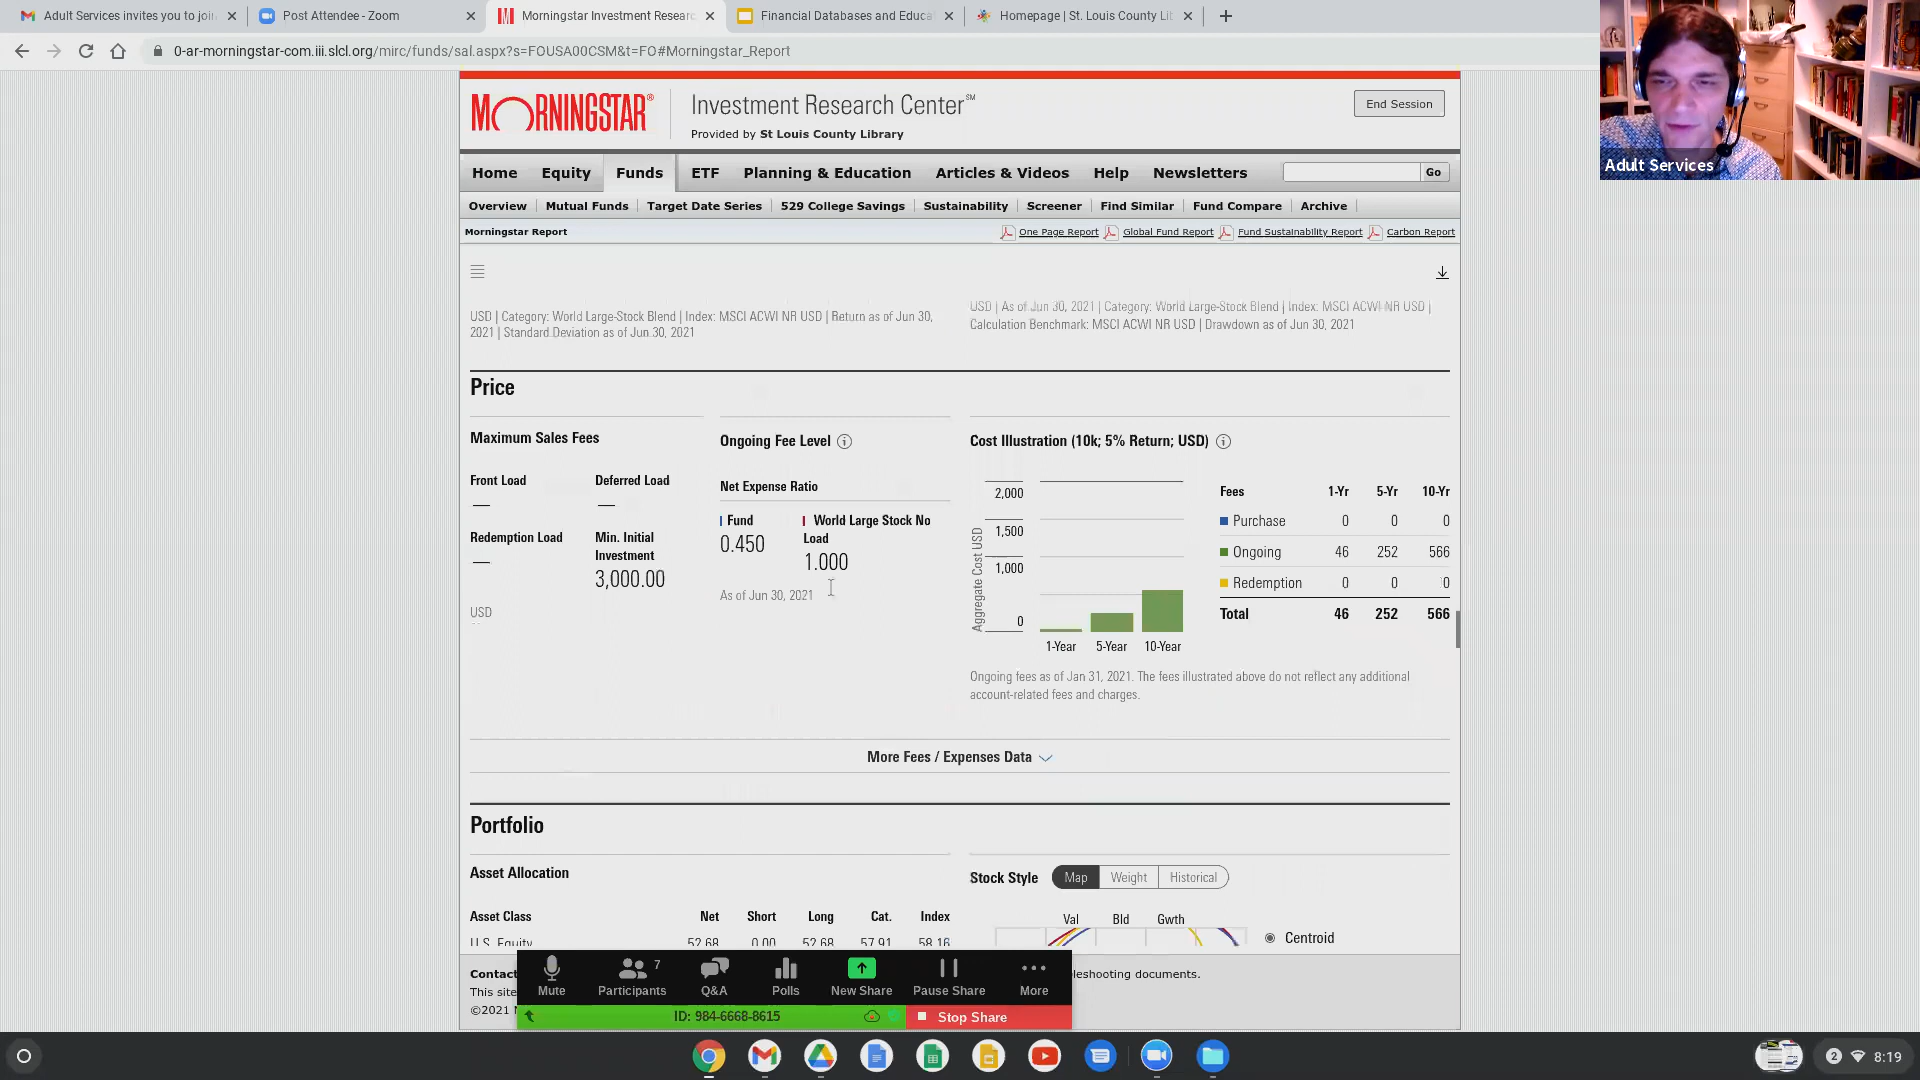 Adult Services invites you to joi
Post Attendee - Zoom
Morningstar Investment Researc
Financial Databases and Educa
Homepage | St. Louis County Li
0-ar-morningstar-com.iii.slcl.org/mirc/funds/sal.aspx?s=FOUSA00CSM&t=FO#Morningstar_Report
MORNINGSTAR®
Investment Research Center℠
Provided by St Louis County Library
End Session
Adult Services
Home Equity Funds ETF Planning & Education Articles & Videos Help Newsletters Go
Overview Mutual Funds Target Date Series 529 College Savings Sustainability Screener Find Similar Fund Compare Archive
Morningstar Report One Page Report Global Fund Report Fund Sustainability Report Carbon Report
USD | Category: World Large-Stock Blend | Index: MSCI ACWI NR USD | Return as of Jun 30,
2021 | Standard Deviation as of Jun 30, 2021
USD | As of Jun 30, 2021 | Category: World Large-Stock Blend | Index: MSCI ACWI NR USD |
Calculation Benchmark: MSCI ACWI NR USD | Drawdown as of Jun 30, 2021
Price
Maximum Sales Fees
Front Load Deferred Load
— —
Redemption Load
—
Min. Initial
Investment
3,000.00
USD
Ongoing Fee Level
Net Expense Ratio
Fund
0.450
World Large Stock No
Load
1.000
As of Jun 30, 2021
Cost Illustration (10k; 5% Return; USD)
Aggregate Cost USD
2,000
1,500
1,000
0
1-Year 5-Year 10-Year
Fees 1-Yr 5-Yr 10-Yr
Purchase 0 0 0
Ongoing 46 252 566
Redemption 0 0 0
Total 46 252 566
Ongoing fees as of Jan 31, 2021. The fees illustrated above do not reflect any additional
account-related fees and charges.
More Fees / Expenses Data
Portfolio
Asset Allocation
Asset Class Net Short Long Cat. Index
U.S. Equity 52.68 0.00 52.68 57.91 58.16
Stock Style Map Weight Historical
Val Bld Gwth
Centroid
Contact
leshooting documents.
This site
©2021
Mute
Participants 7
Q&A
Polls
New Share
Pause Share
More
ID: 984-6668-8615
Stop Share
2 8:19